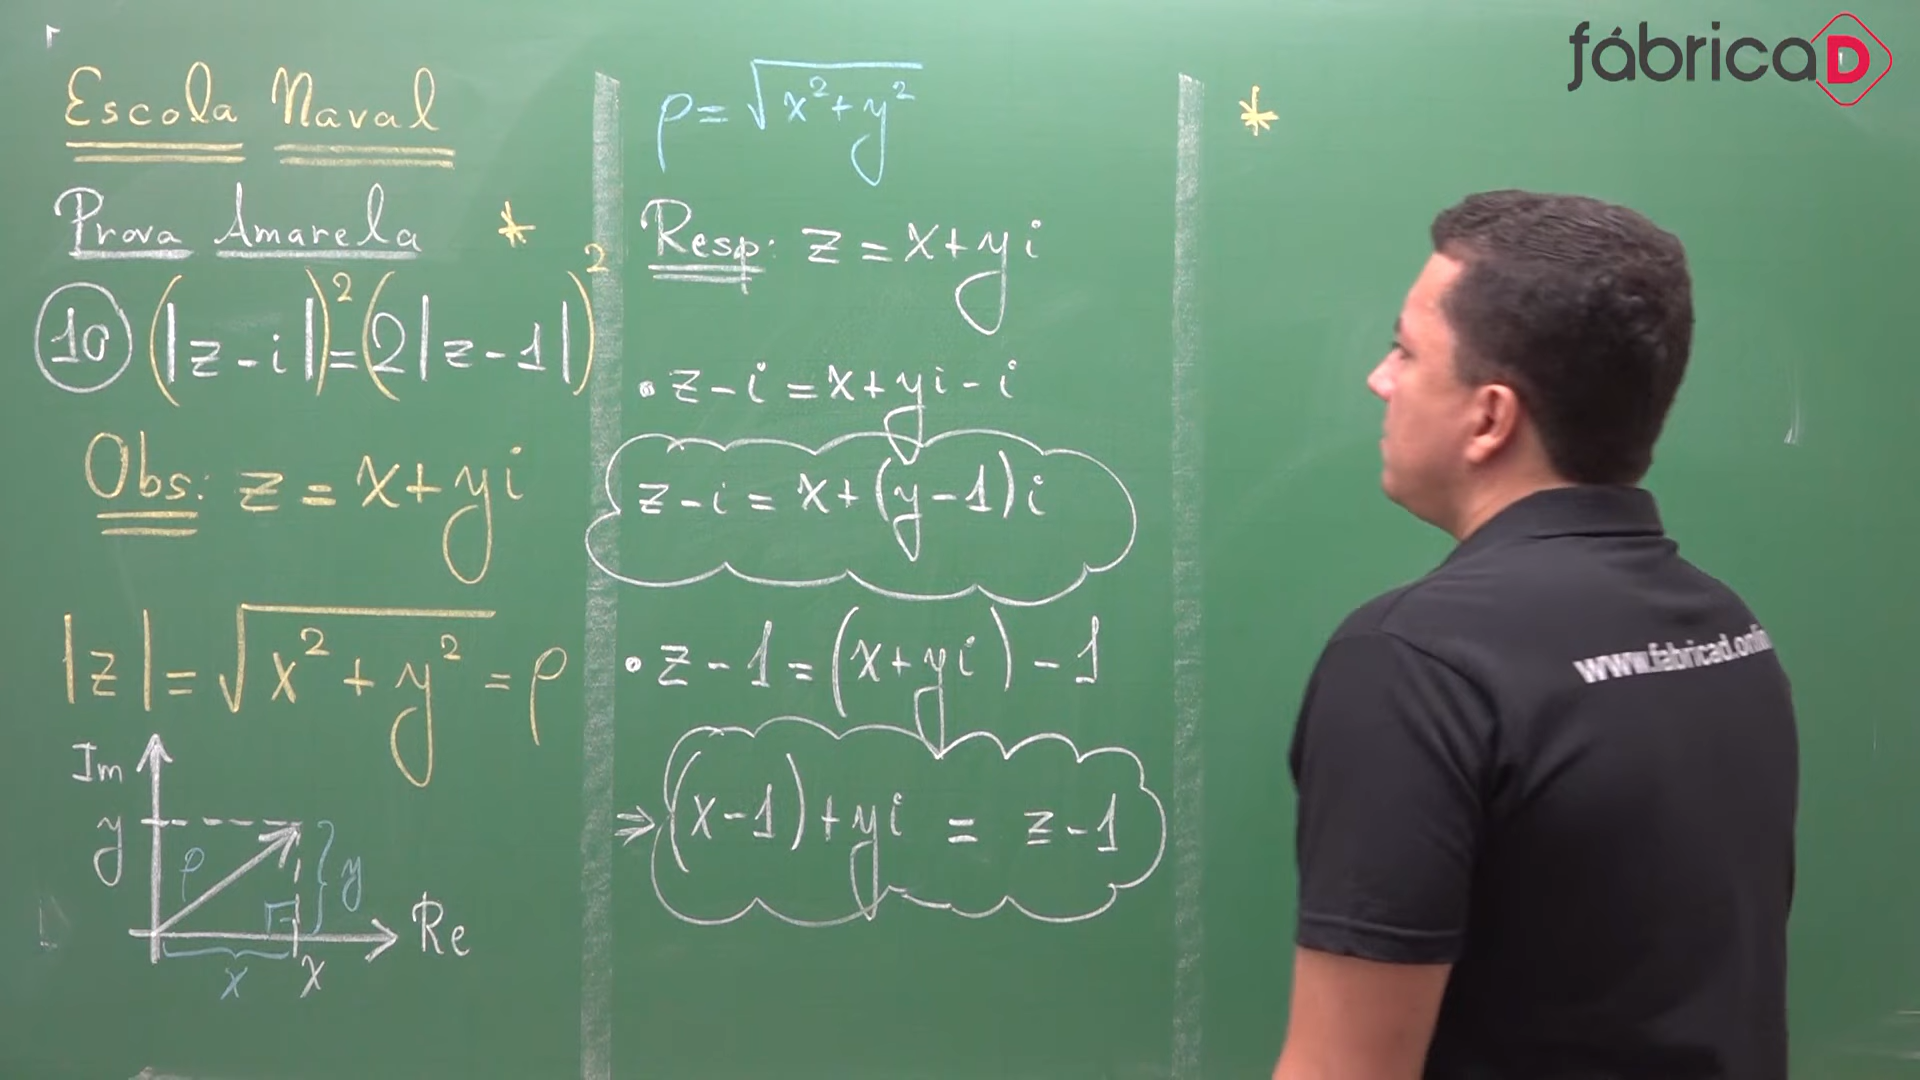 Escola Naval
Prova Amarela *
10 (|z-i|)² = (2|z-1|)²
Obs: z = x+yi
|z| = √x² + y² = ρ
Im
y
ρ
y
Re
x
x
ρ = √x²+y²
Resp: z = x+yi
• z-i = x+yi-i
z-i = x+(y-1)i
• z-1 = (x+yi)-1
⇒ (x-1)+yi = z-1
*
fábricaD
www.fabricad.onlin